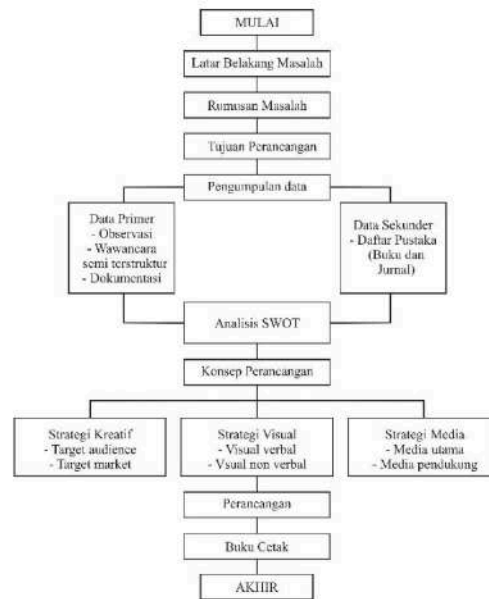 MULAI
Latar Belakang Masalah
Rumusan Masalah
Tujuan Perancangan
Pengumpulan data
Data Primer
- Observasi
- Wawancara
semi terstruktur
- Dokumentasi
Data Sekunder
- Daftar Pustaka
(Buku dan
Jurnal)
Analisis SWOT
Konsep Perancangan
Strategi Kreatif
- Target audience
- Target market
Strategi Visual
- Visual verbal
- Vsual non verbal
Strategi Media
- Media utama
- Media pendukung
Perancangan
Buku Cetak
AKHIR